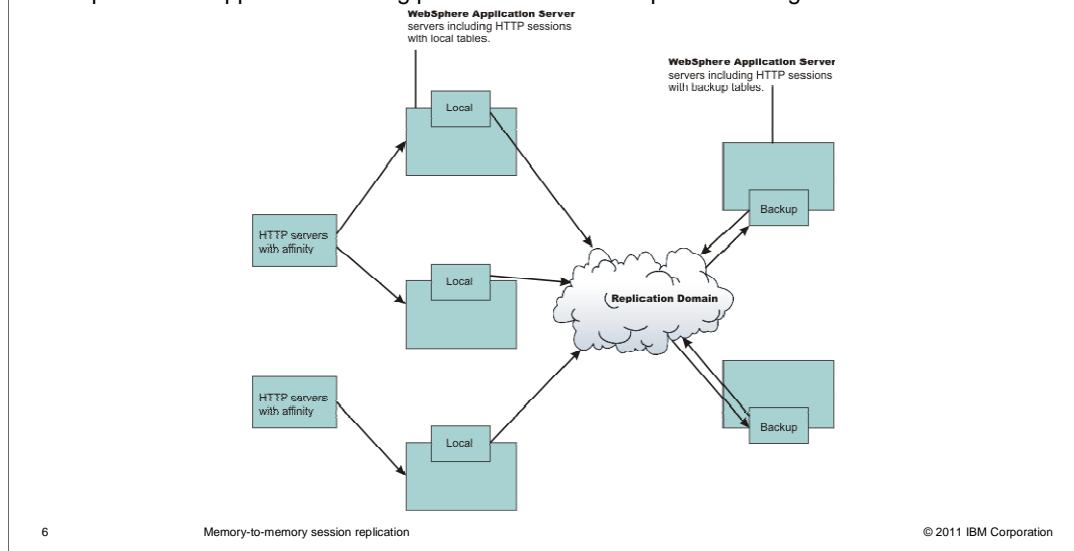 WebSphere Application Server
servers including HTTP sessions
with local tables.
WebSphere Application Server
servers including HTTP sessions
with backup tables.
Local
Backup
HTTP servers
with affinity
Local
Replication Domain
HTTP servers
with affinity
Local
Backup
6
Memory-to-memory session replication
© 2011 IBM Corporation